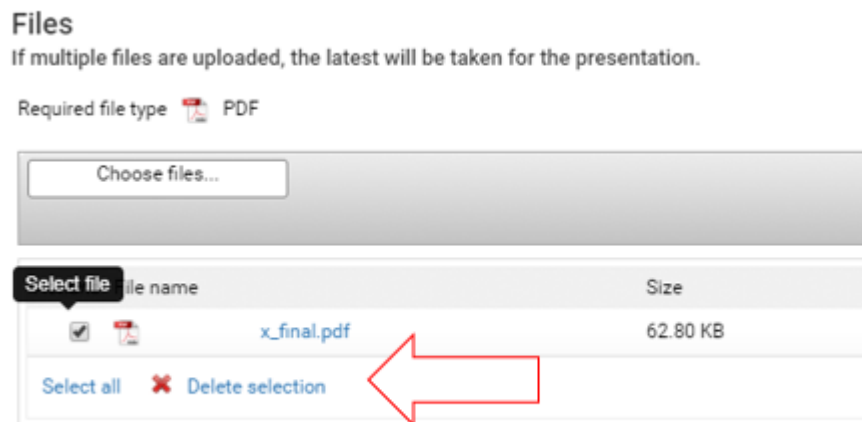 Files
If multiple files are uploaded, the latest will be taken for the presentation.
Required file type PDF
Choose files...
Select file
ile name Size
x_final.pdf 62.80 KB
Select all Delete selection